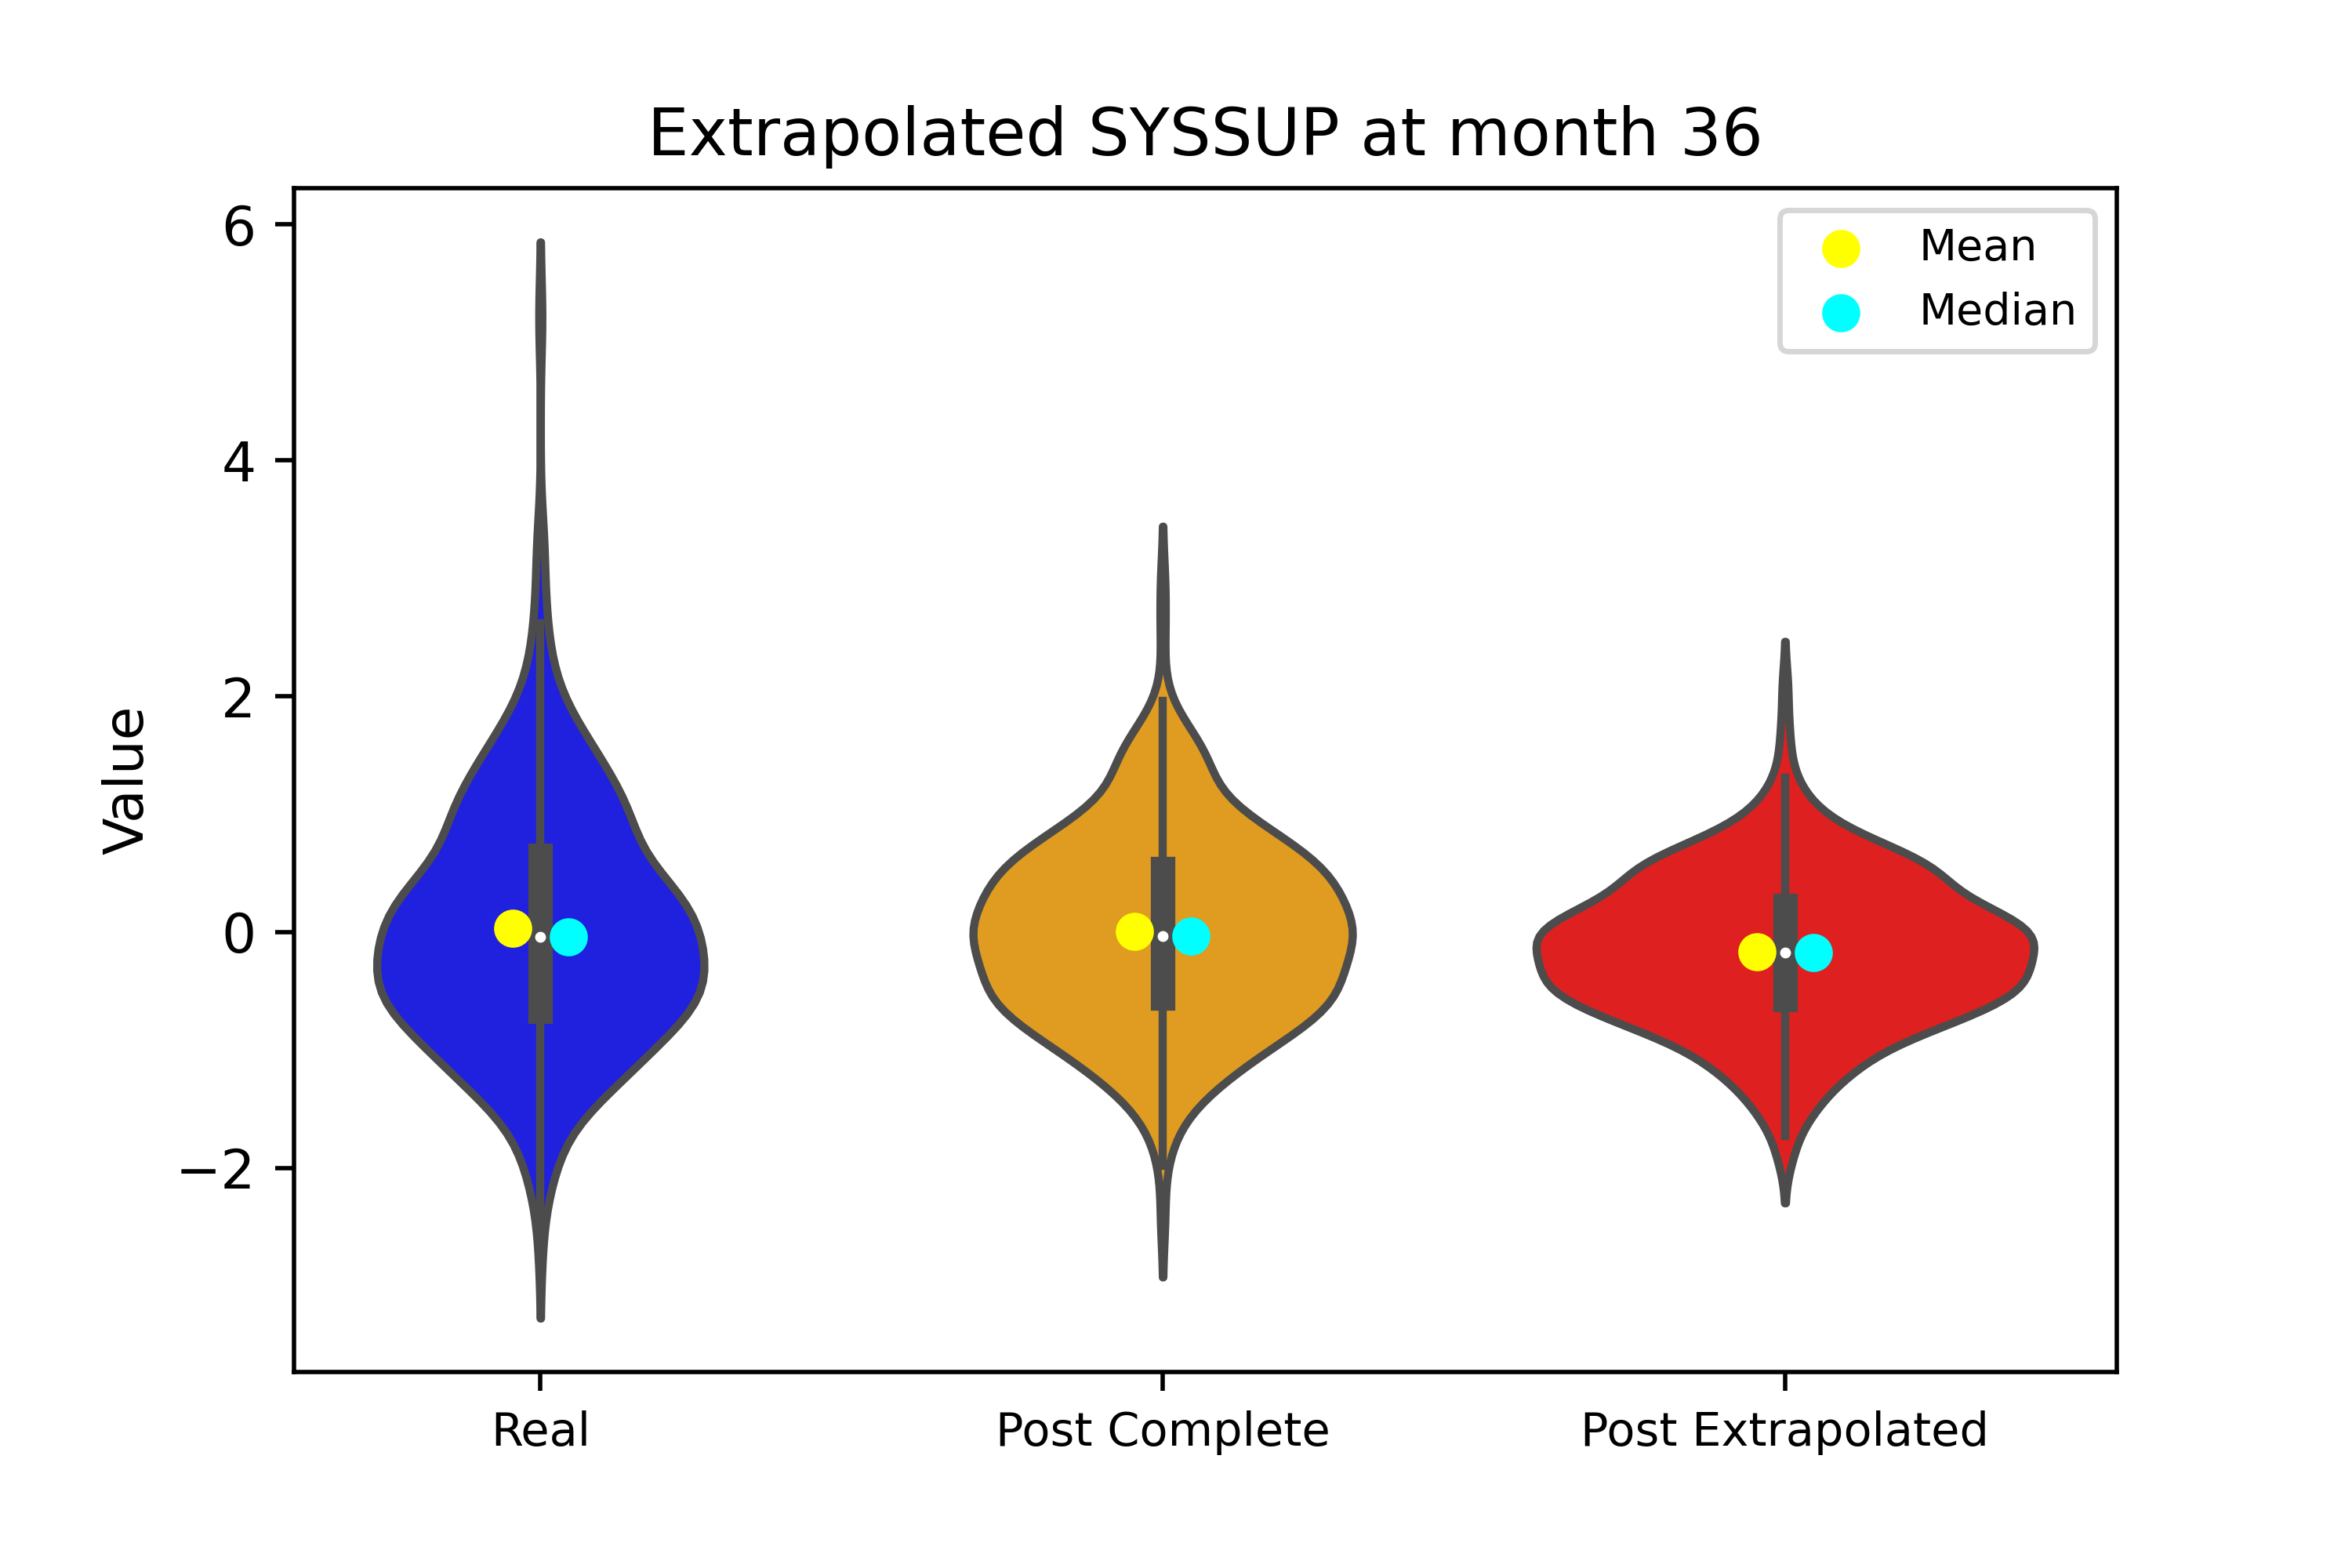 Extrapolated SYSSUP at month 36
6
4
2
0
−2
Value
Mean
Median
Real
Post Complete
Post Extrapolated